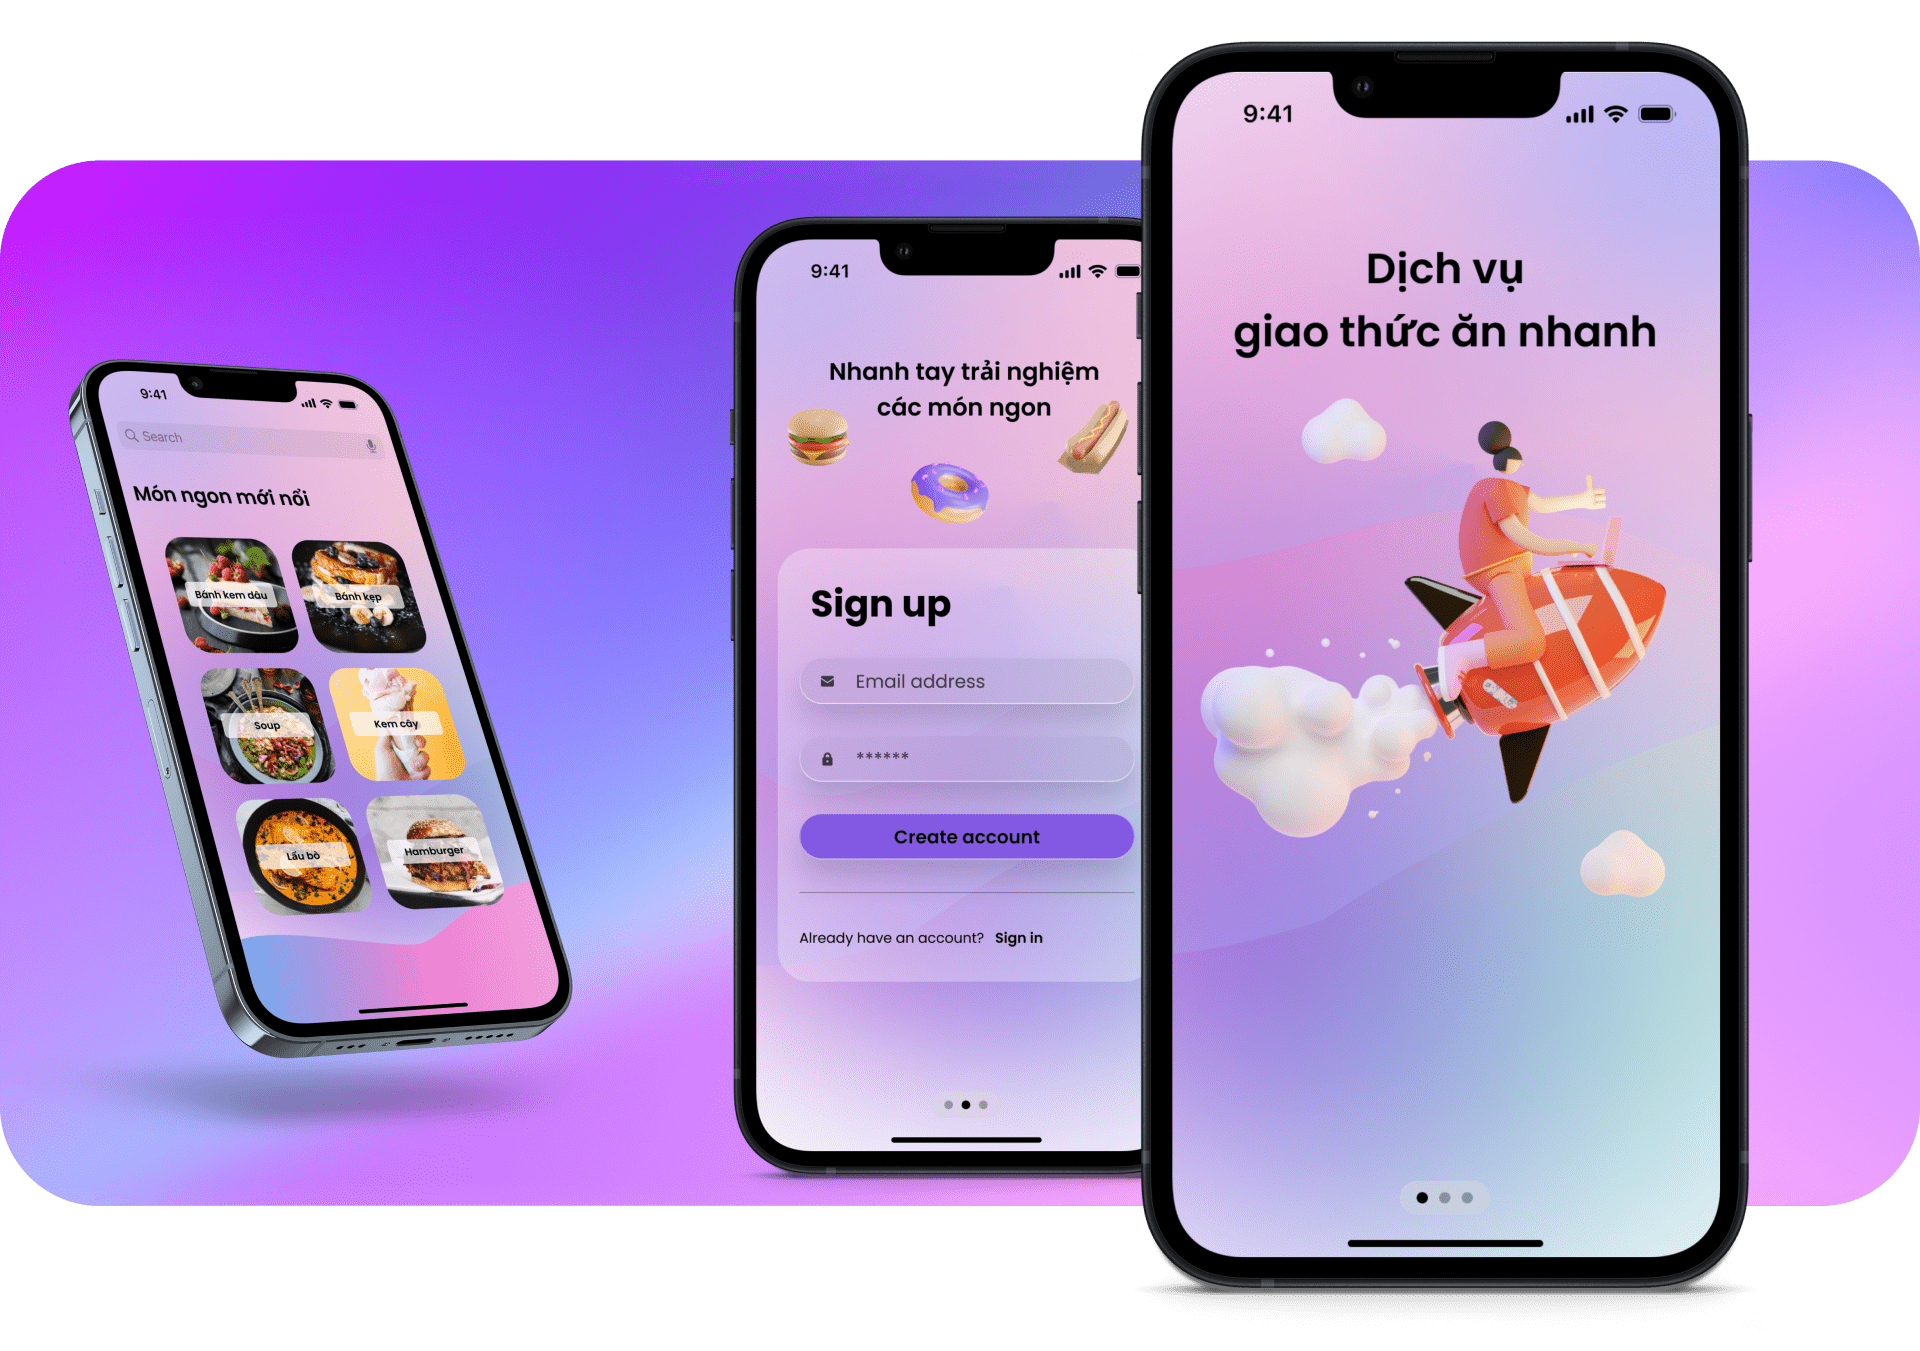 9:41
Search
Món ngon mới nổi
Bánh kem dâu
Bánh kẹp
Soup
Kem cây
Lẩu bò
Hamburger
9:41
Nhanh tay trải nghiệm
các món ngon
Sign up
Email address
******
Create account
Already have an account? Sign in
9:41
Dịch vụ
giao thức ăn nhanh